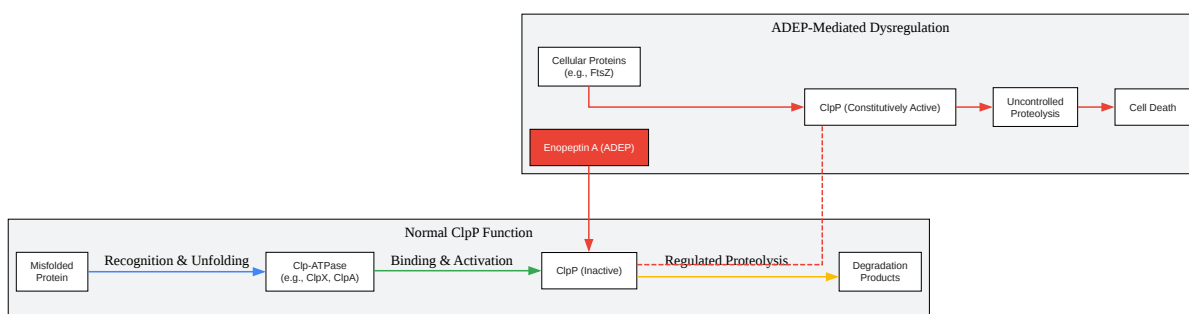 ADEP-Mediated Dysregulation
Cellular Proteins
(e.g., FtsZ)
ClpP (Constitutively Active)
Uncontrolled
Proteolysis
Cell Death
Enopeptin A (ADEP)
Normal ClpP Function
Misfolded
Protein
Recognition & Unfolding
Clp-ATPase
(e.g., ClpX, ClpA)
Binding & Activation
ClpP (Inactive)
Regulated Proteolysis
Degradation
Products